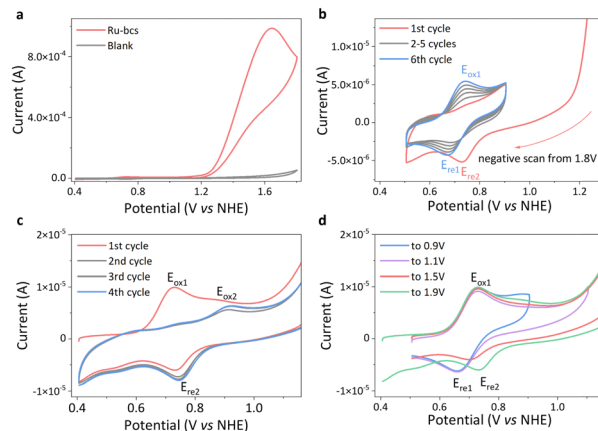 a
Ru-bcs
Blank
8.0×10⁻⁴
4.0×10⁻⁴
0.0
Current (A)
0.4 0.8 1.2 1.6
Potential (V vs NHE)
b
1st cycle
2-5 cycles
6th cycle
1.0×10⁻⁵
5.0×10⁻⁶
0.0
-5.0×10⁻⁶
Current (A)
Eox1
Ere1 Ere2
negative scan from 1.8V
0.4 0.6 0.8 1.0 1.2
Potential (V vs NHE)
c
1st cycle
2nd cycle
3rd cycle
4th cycle
2×10⁻⁵
1×10⁻⁵
0
-1×10⁻⁵
Current (A)
Eox1
Eox2
Ere2
0.4 0.6 0.8 1.0
Potential (V vs NHE)
d
to 0.9V
to 1.1V
to 1.5V
to 1.9V
2×10⁻⁵
1×10⁻⁵
0
-1×10⁻⁵
Current (A)
Eox1
Ere1 Ere2
0.4 0.6 0.8 1.0
Potential (V vs NHE)